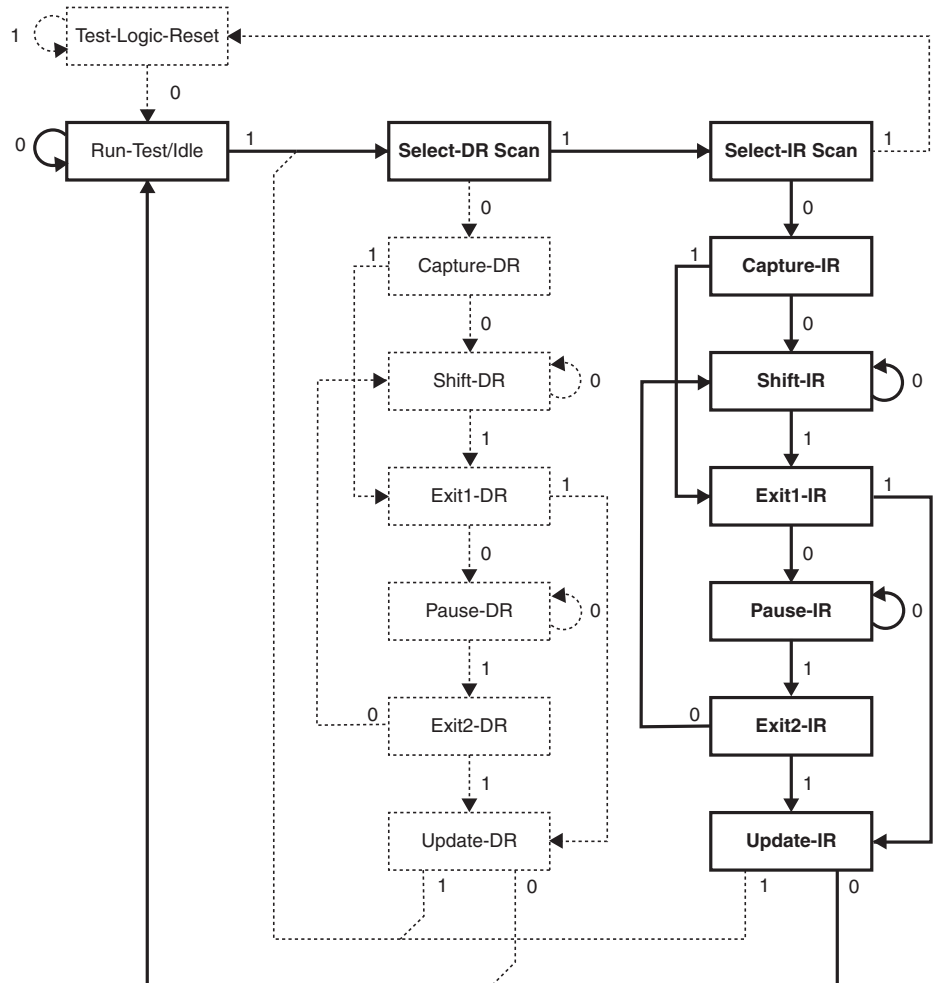 Test-Logic-Reset
1
0
0
Run-Test/Idle
1
Select-DR Scan
1
Select-IR Scan
1
0
0
1
Capture-DR
1
Capture-IR
0
0
Shift-DR
0
Shift-IR
0
1
1
Exit1-DR
1
Exit1-IR
1
0
0
Pause-DR
0
Pause-IR
0
1
1
0
Exit2-DR
0
Exit2-IR
1
1
Update-DR
Update-IR
1
0
1
0